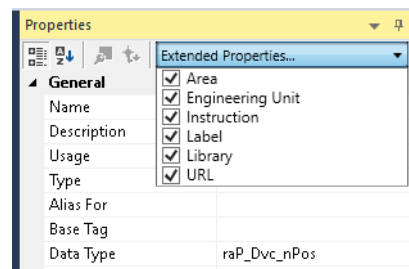 Properties
Extended Properties...
Area
Engineering Unit
Instruction
Label
Library
URL
General
Name
Description
Usage
Type
Alias For
Base Tag
Data Type raP_Dvc_nPos